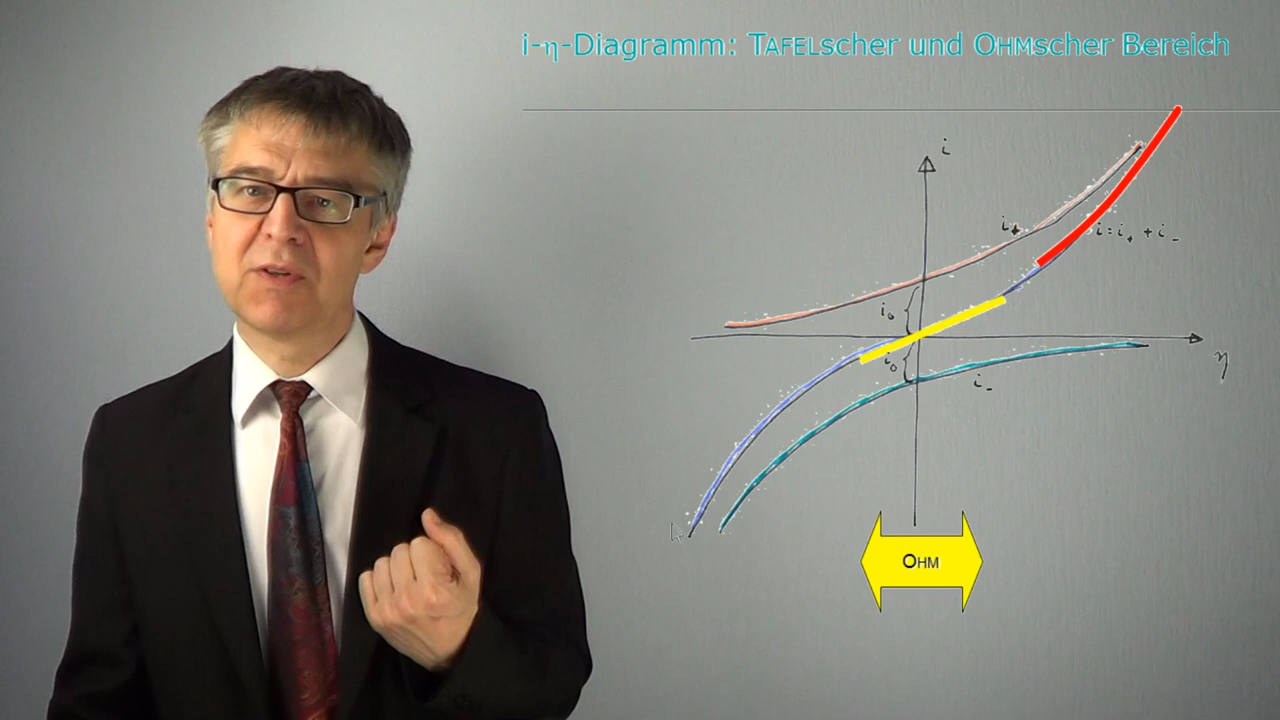 i-η-Diagramm: TAFELscher und OHMscher Bereich
i
i₊
i=i₊+i₋
i₀
i₀
η
i₋
OHM